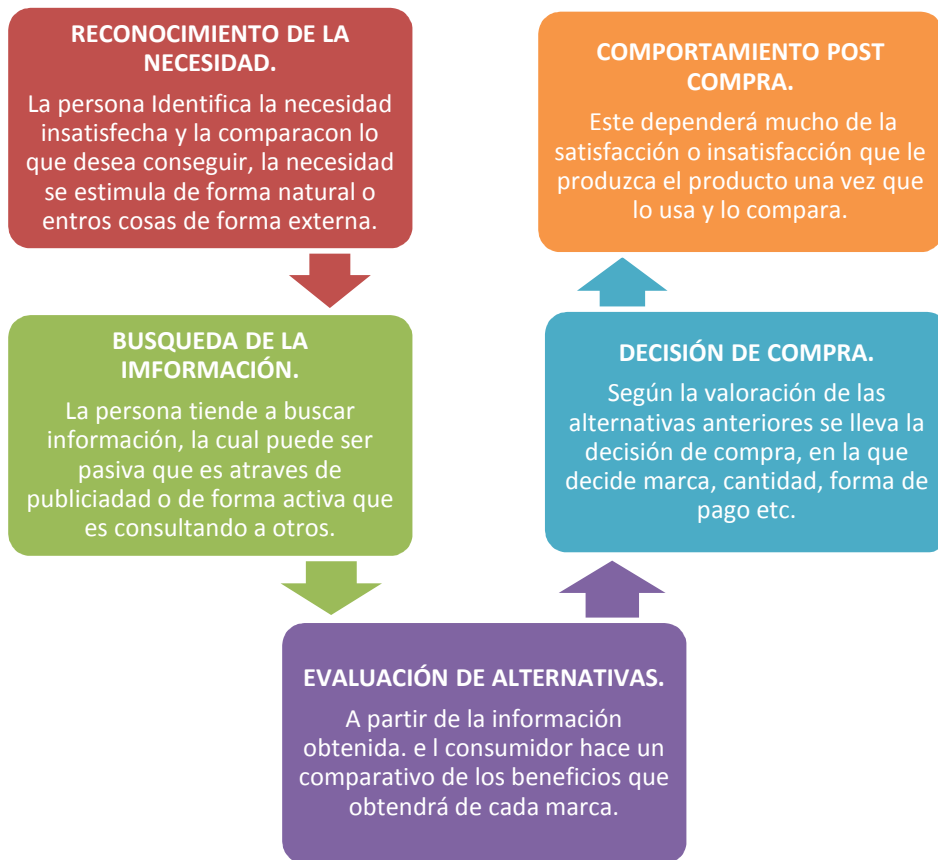 RECONOCIMIENTO DE LA
NECESIDAD.
La persona Identifica la necesidad
insatisfecha y la comparacon lo
que desea conseguir, la necesidad
se estimula de forma natural o
entros cosas de forma externa.
BUSQUEDA DE LA
IMFORMACIÓN.
La persona tiende a buscar
información, la cual puede ser
pasiva que es atraves de
publiciadad o de forma activa que
es consultando a otros.
EVALUACIÓN DE ALTERNATIVAS.
A partir de la información
obtenida. e l consumidor hace un
comparativo de los beneficios que
obtendrá de cada marca.
DECISIÓN DE COMPRA.
Según la valoración de las
alternativas anteriores se lleva la
decisión de compra, en la que
decide marca, cantidad, forma de
pago etc.
COMPORTAMIENTO POST
COMPRA.
Este dependerá mucho de la
satisfacción o insatisfacción que le
produzca el producto una vez que
lo usa y lo compara.